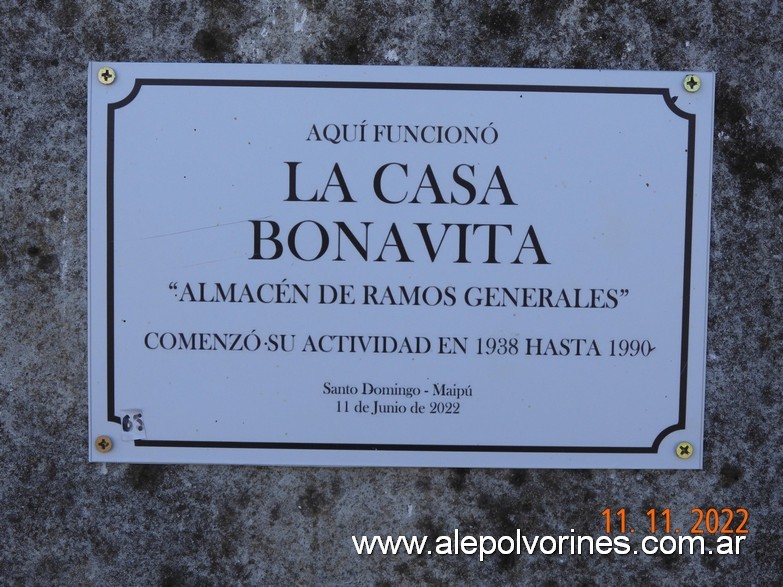 AQUÍ FUNCIONÓ
LA CASA
BONAVITA
“ALMACÉN DE RAMOS GENERALES”
COMENZÓ SU ACTIVIDAD EN 1938 HASTA 1990
Santo Domingo - Maipú
11 de Junio de 2022
65
11.11.2022
www.alepolvorines.com.ar